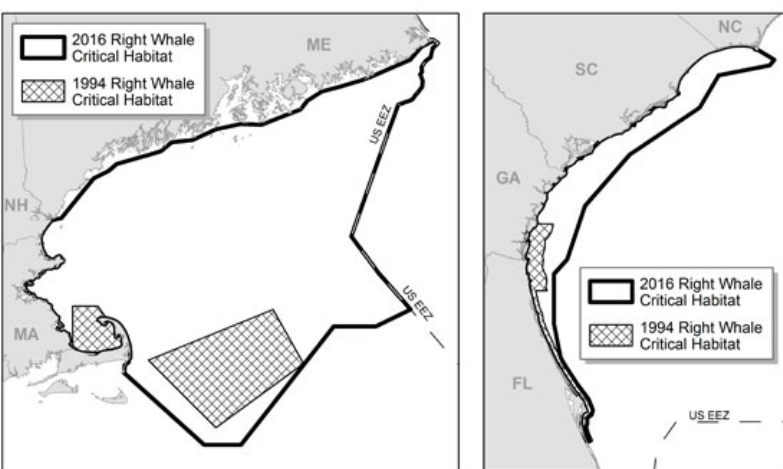 2016 Right Whale
Critical Habitat
1994 Right Whale
Critical Habitat
ME
US EEZ
NH
US EEZ
MA
NC
SC
GA
2016 Right Whale
Critical Habitat
1994 Right Whale
Critical Habitat
FL
US EEZ